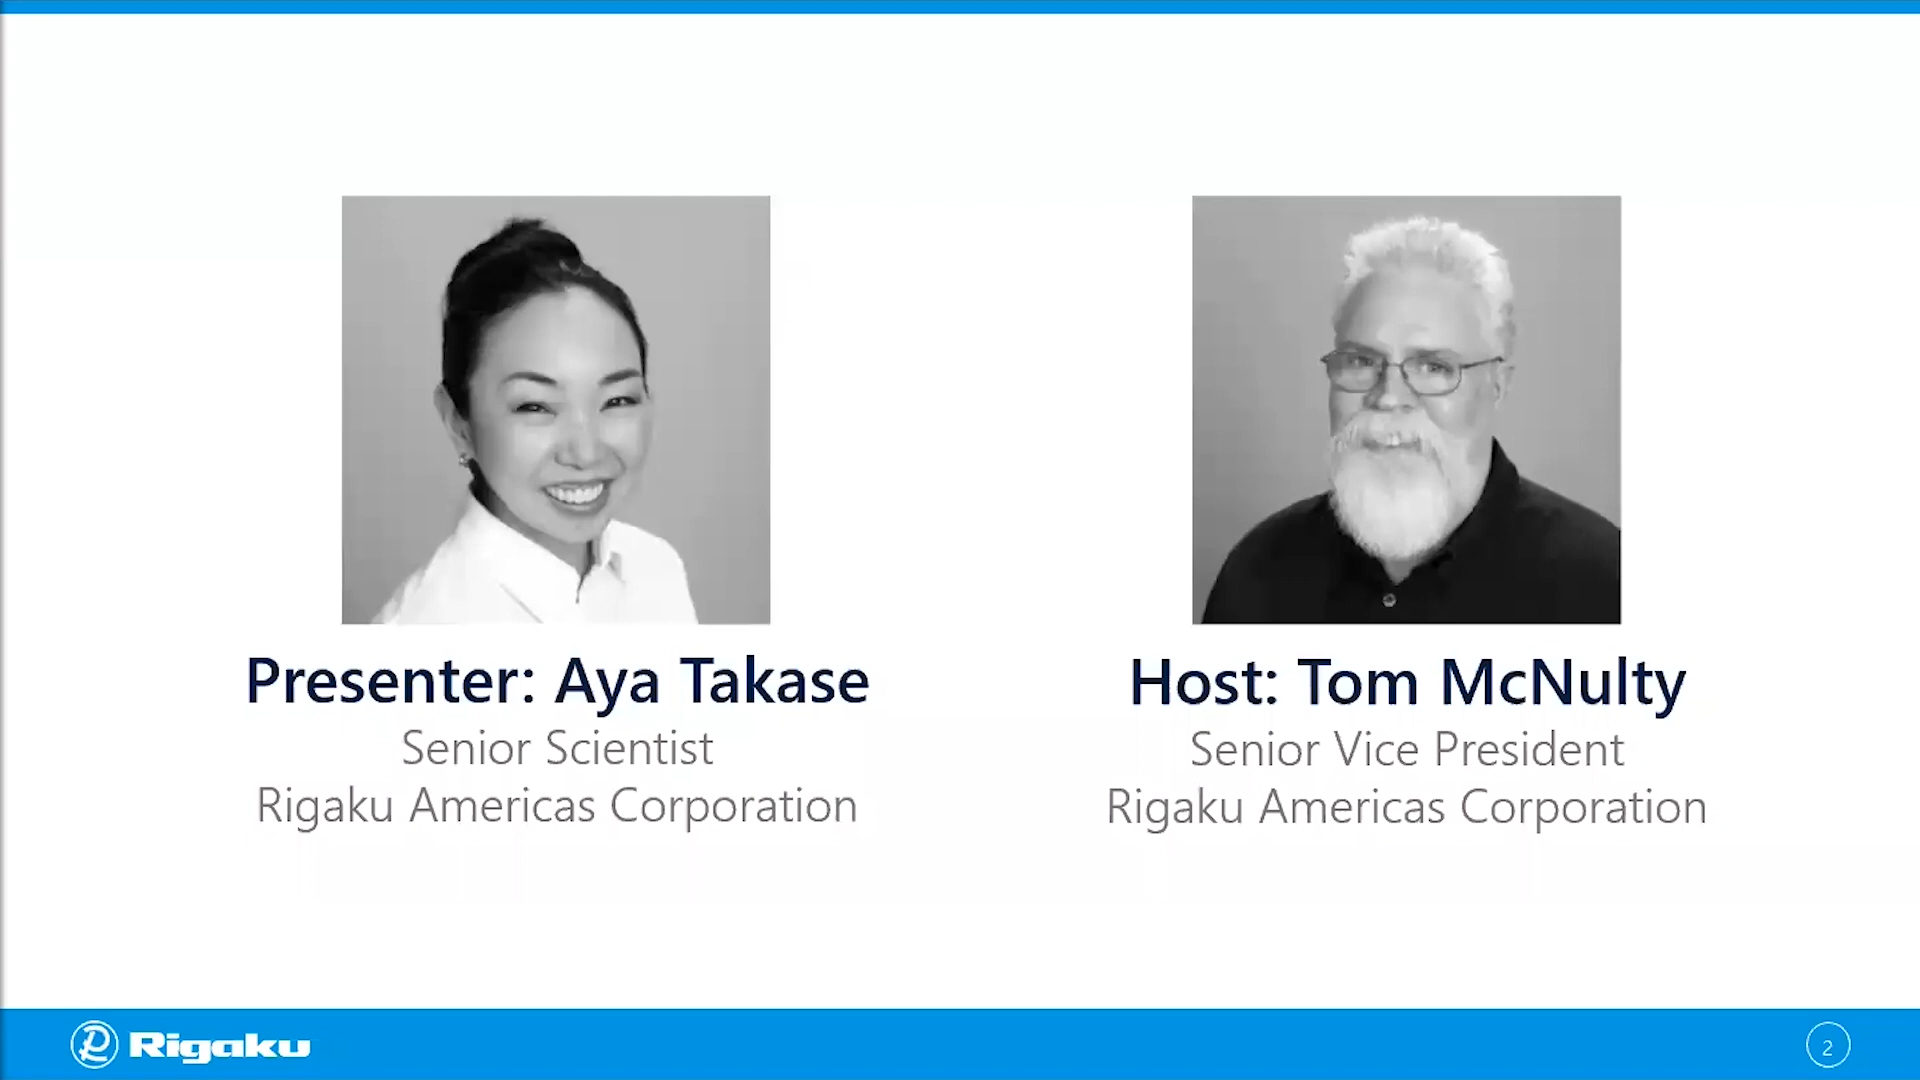 Presenter: Aya Takase
Senior Scientist
Rigaku Americas Corporation
Host: Tom McNulty
Senior Vice President
Rigaku Americas Corporation
Rigaku
2